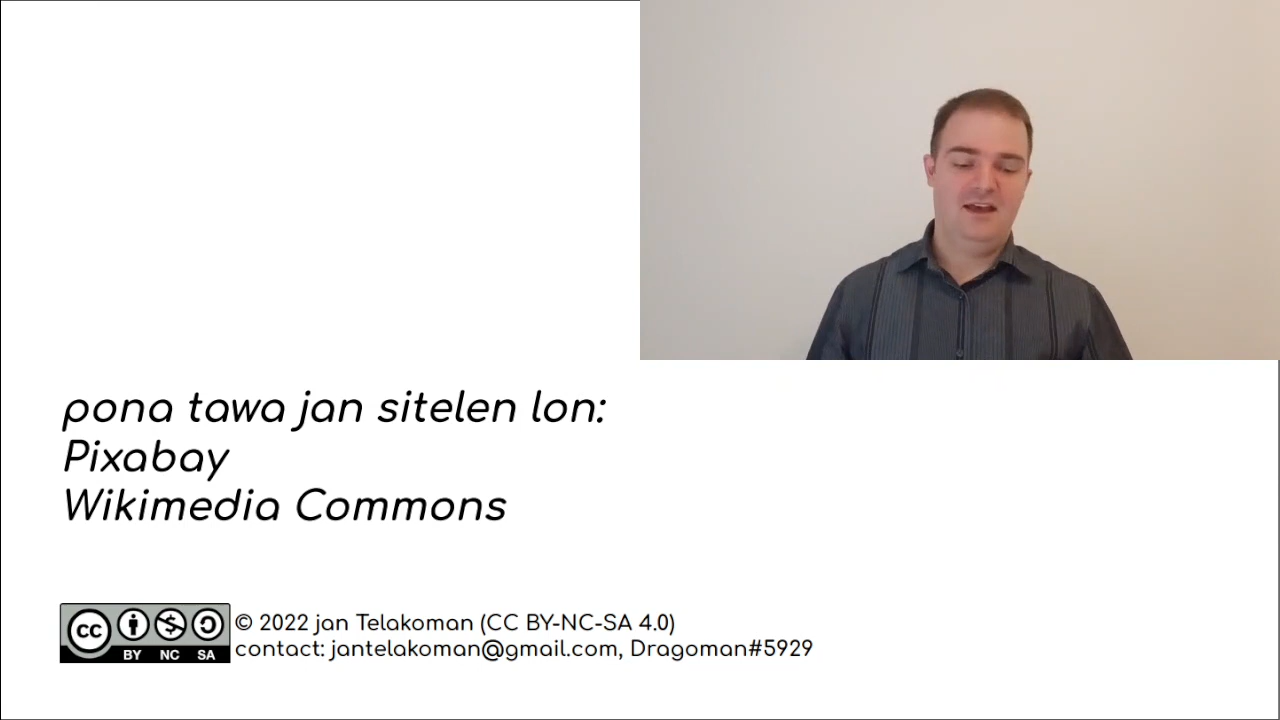 pona tawa jan sitelen lon:
Pixabay
Wikimedia Commons
cc
BY NC SA
© 2022 jan Telakoman (CC BY-NC-SA 4.0)
contact: jantelakoman@gmail.com, Dragoman#5929